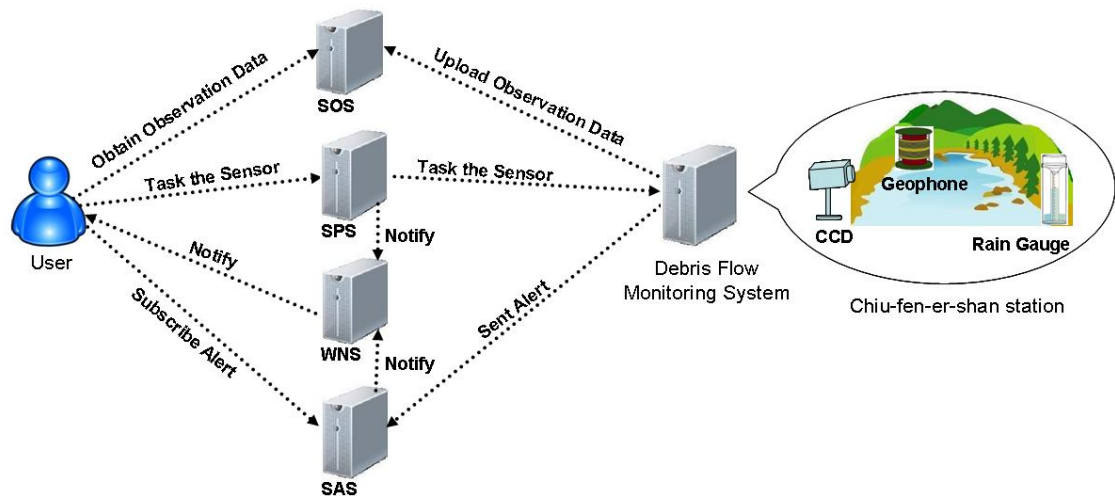 Obtain Observation Data
Upload Observation Data
SOS
Task the Sensor
Task the Sensor
SPS
Notify
User
Notify
Subscribe Alert
WNS
Notify
Sent Alert
SAS
Debris Flow
Monitoring System
Geophone
CCD
Rain Gauge
Chiu-fen-er-shan station